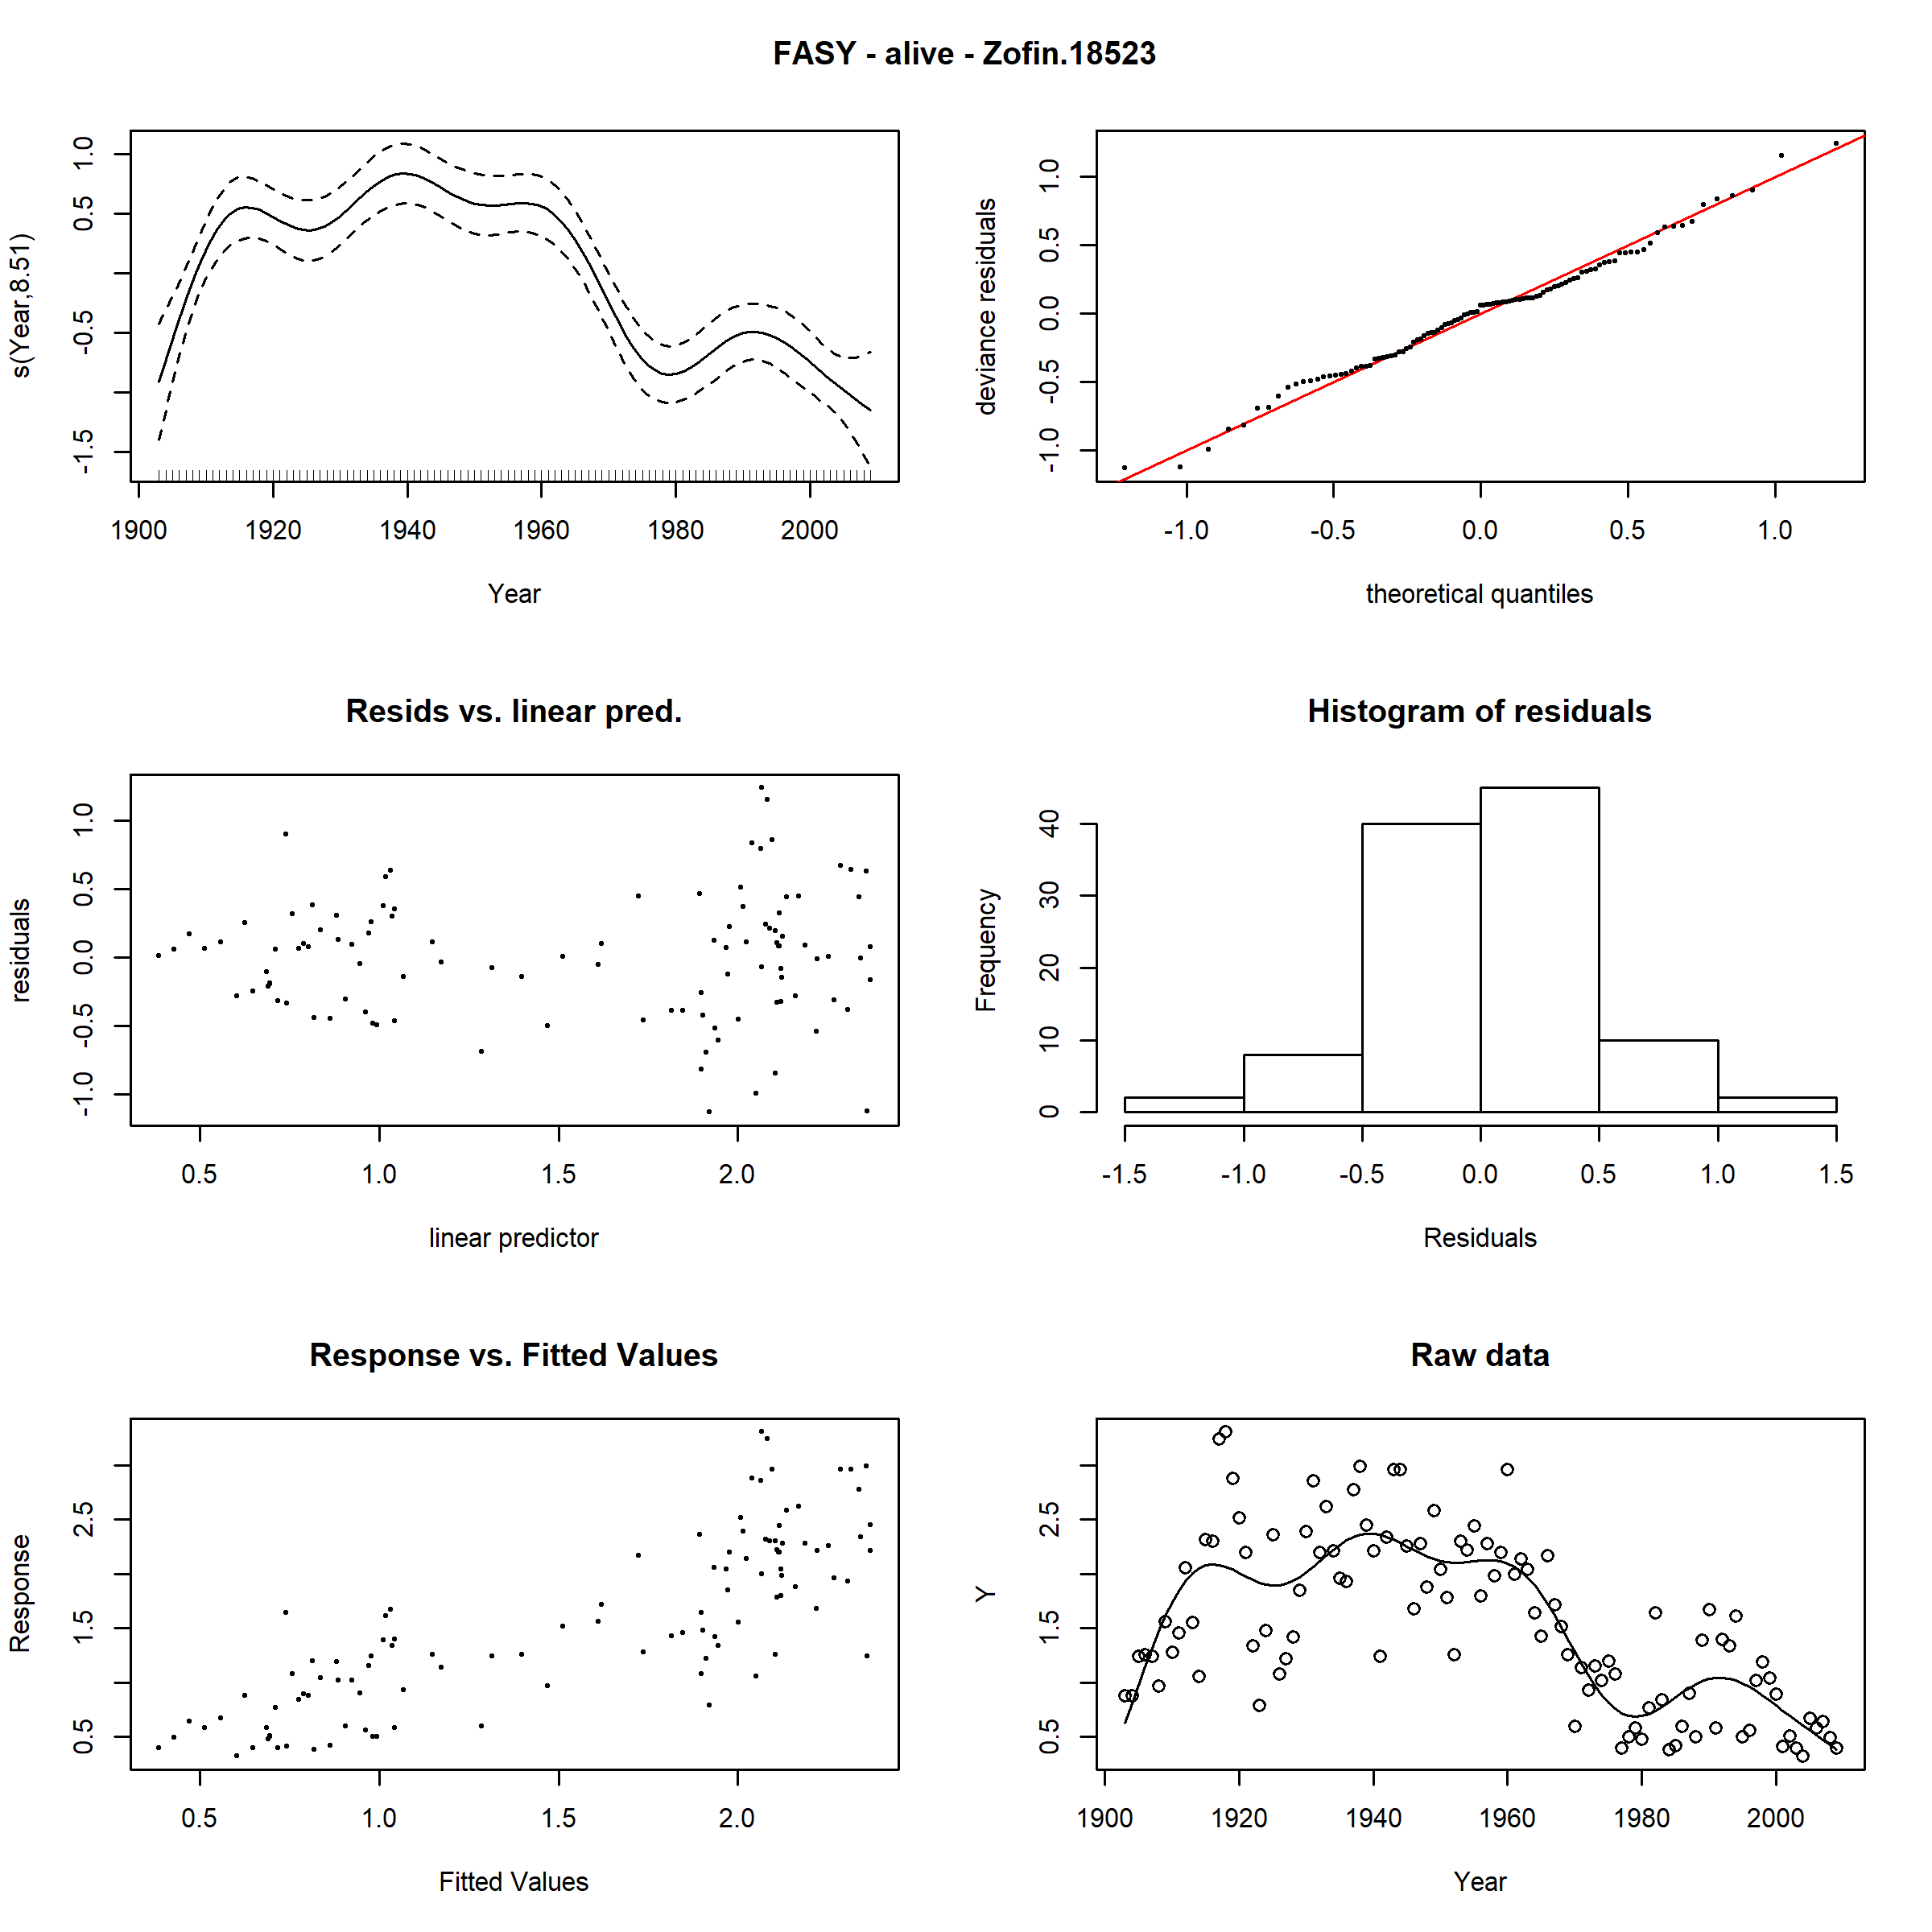 FASY - alive - Zofin.18523
s(Year,8.51)
1.0
0.5
-0.5
-1.5
1900 1920 1940 1960 1980 2000
Year
deviance residuals
1.0
0.5
0.0
-0.5
-1.0
-1.0 -0.5 0.0 0.5 1.0
theoretical quantiles
Resids vs. linear pred.
residuals
1.0
0.5
0.0
-0.5
-1.0
0.5 1.0 1.5 2.0
linear predictor
Histogram of residuals
Frequency
40
30
20
10
0
-1.5 -1.0 -0.5 0.0 0.5 1.0 1.5
Residuals
Response vs. Fitted Values
Response
2.5
1.5
0.5
0.5 1.0 1.5 2.0
Fitted Values
Raw data
Y
2.5
1.5
0.5
1900 1920 1940 1960 1980 2000
Year